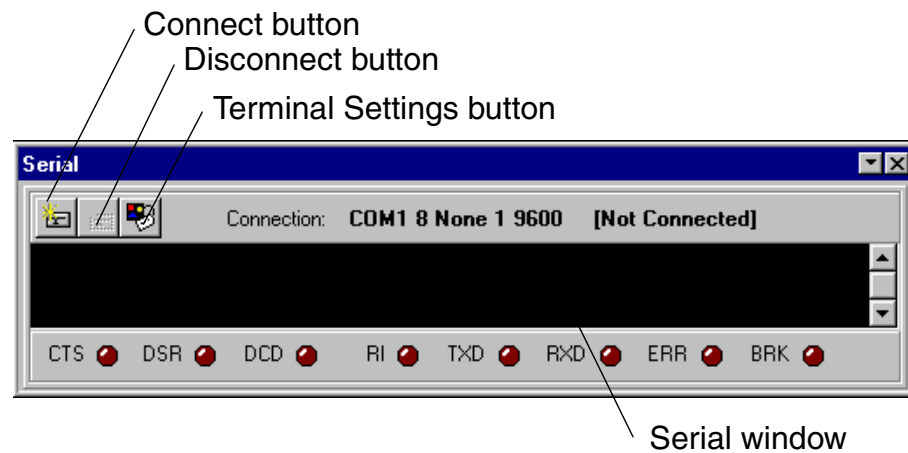 Connect button
Disconnect button
Terminal Settings button
Serial
Connection: COM1 8 None 1 9600 [Not Connected]
CTS DSR DCD RI TXD RXD ERR BRK
Serial window